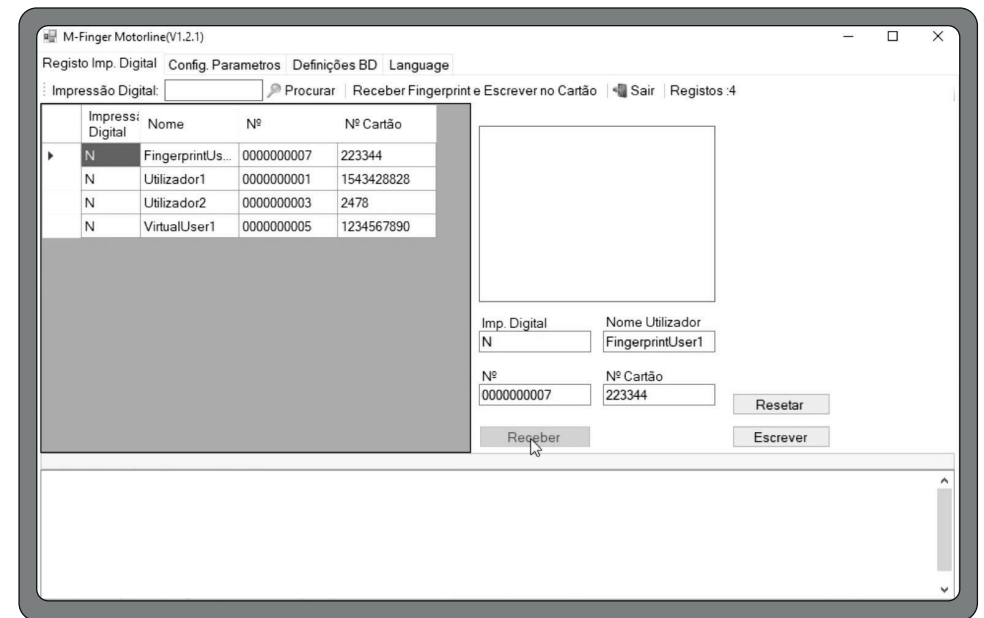 M-Finger Motorline(V1.2.1)
Registo Imp. Digital Config. Parametros Definições BD Language
Impressão Digital: Procurar Receber Fingerprint e Escrever no Cartão Sair Registos :4
Impressã Digital Nome Nº Nº Cartão
N FingerprintUs... 0000000007 223344
N Utilizador1 0000000001 1543428828
N Utilizador2 0000000003 2478
N VirtualUser1 0000000005 1234567890
Imp. Digital Nome Utilizador
N FingerprintUser1
Nº Nº Cartão
0000000007 223344
Resetar
Receber Escrever